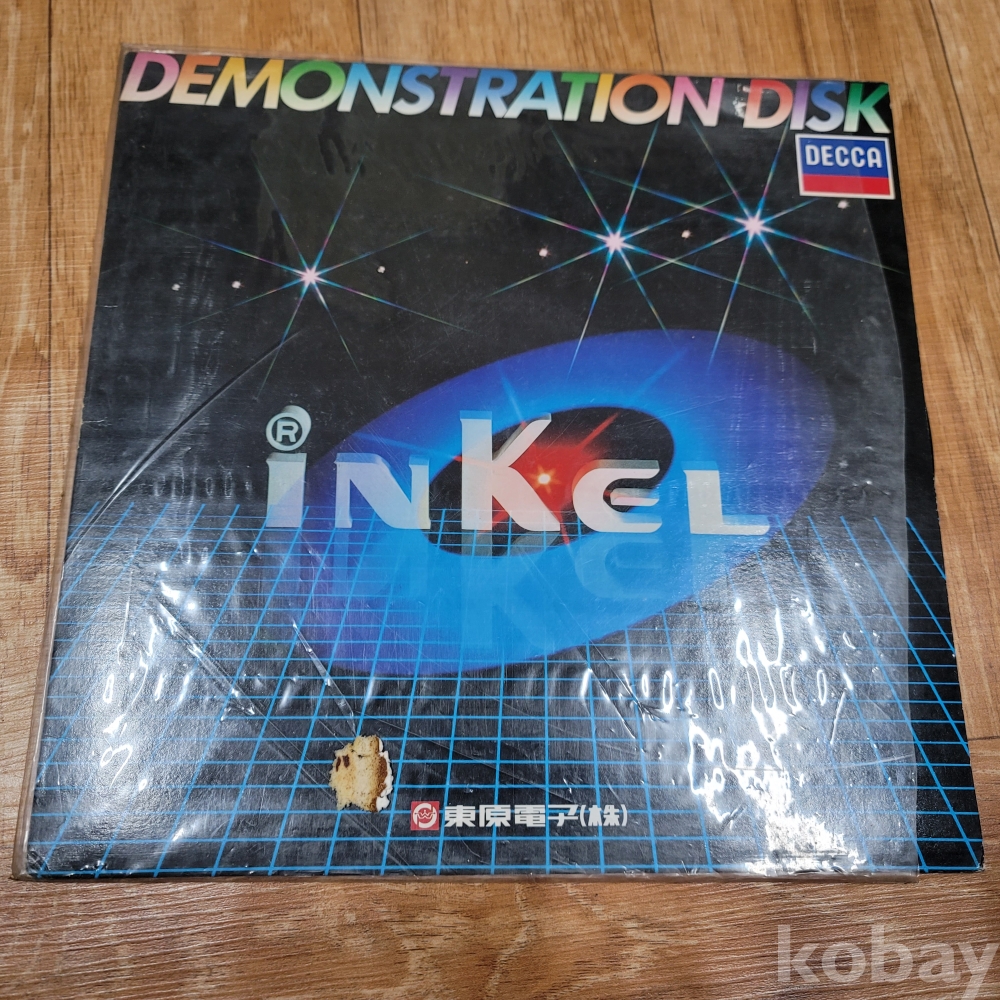 DEMONSTRATION DISK
DECCA
®
iNKEL
東原電子(株)
kobay